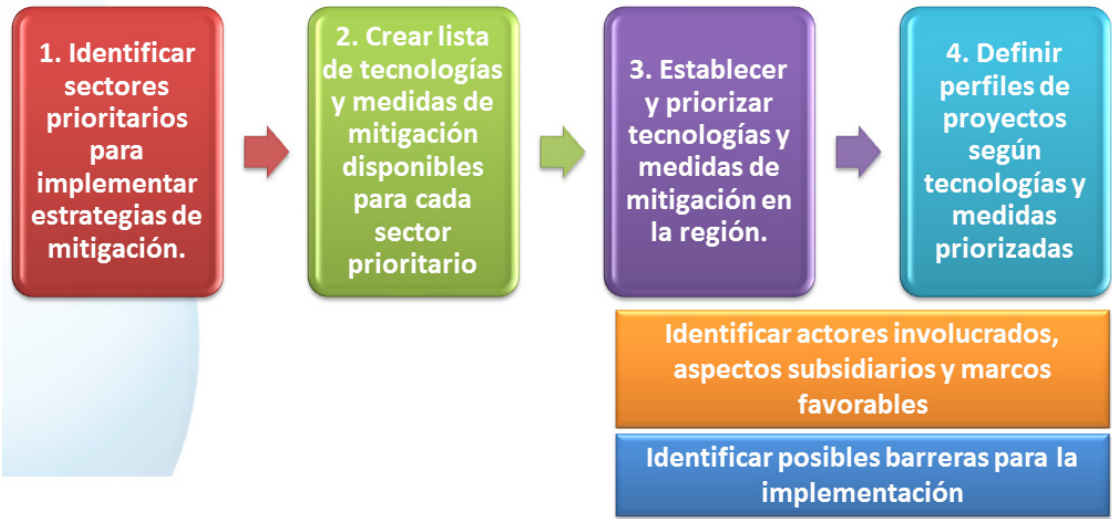 1. Identificar
sectores
prioritarios
para
implementar
estrategias de
mitigación.
2. Crear lista
de tecnologías
y medidas de
mitigación
disponibles
para cada
sector
prioritario
3. Establecer
y priorizar
tecnologías y
medidas de
mitigación en
la región.
4. Definir
perfiles de
proyectos
según
tecnologías y
medidas
priorizadas
Identificar actores involucrados,
aspectos subsidiarios y marcos
favorables
Identificar posibles barreras para la
implementación